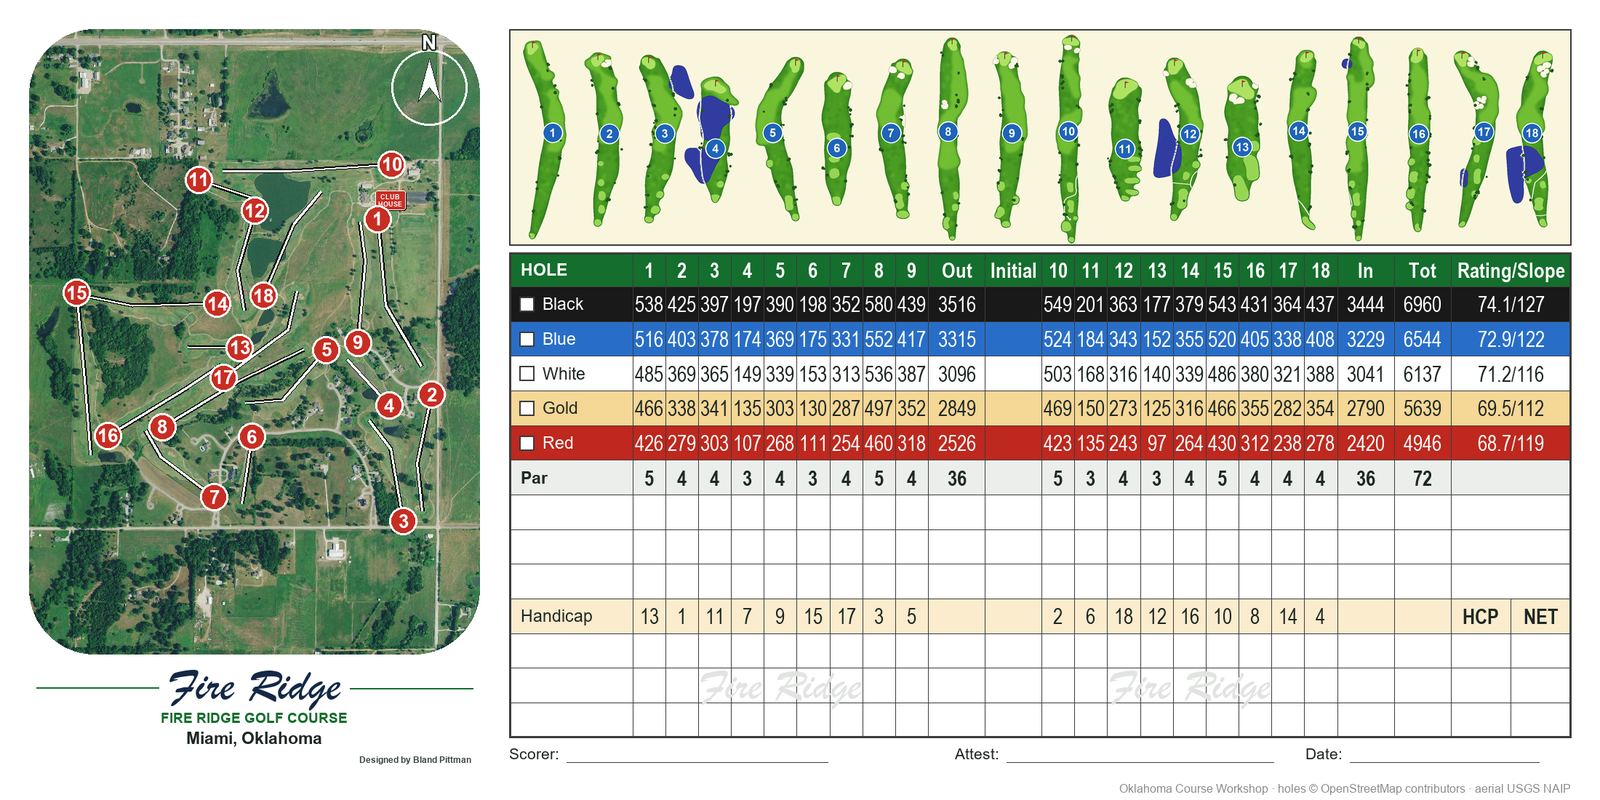 N
10
11
CLUB
HOUSE
12
1
15
14
18
13
9
5
17
2
4
16
8
6
7
3
Fire Ridge
FIRE RIDGE GOLF COURSE
Miami, Oklahoma
Designed by Bland Pittman
1 2 3 4 5 6 7 8 9 10 11 12 13 14 15 16 17 18
HOLE 1 2 3 4 5 6 7 8 9 Out Initial 10 11 12 13 14 15 16 17 18 In Tot Rating/Slope
Black 538 425 397 197 390 198 352 580 439 3516 549 201 363 177 379 543 431 364 437 3444 6960 74.1/127
Blue 516 403 378 174 369 175 331 552 417 3315 524 184 343 152 355 520 405 338 408 3229 6544 72.9/122
White 485 369 365 149 339 153 313 536 387 3096 503 168 316 140 339 486 380 321 388 3041 6137 71.2/116
Gold 466 338 341 135 303 130 287 497 352 2849 469 150 273 125 316 466 355 282 354 2790 5639 69.5/112
Red 426 279 303 107 268 111 254 460 318 2526 423 135 243 97 264 430 312 238 278 2420 4946 68.7/119
Par 5 4 4 3 4 3 4 5 4 36 5 3 4 3 4 5 4 4 4 36 72
Handicap 13 1 11 7 9 15 17 3 5 2 6 18 12 16 10 8 14 4 HCP NET
Fire Ridge Fire Ridge
Scorer: Attest: Date:
Oklahoma Course Workshop · holes © OpenStreetMap contributors · aerial USGS NAIP